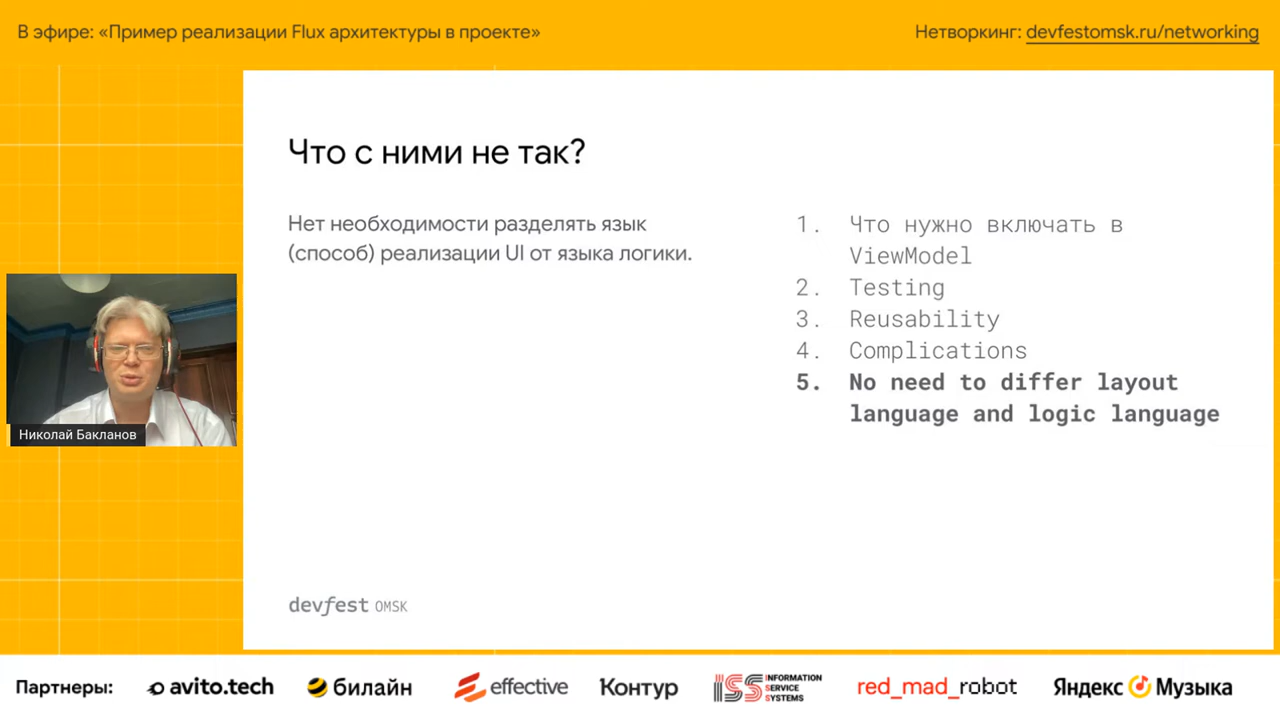 В эфире: «Пример реализации Flux архитектуры в проекте»
Нетворкинг: devfestomsk.ru/networking
Что с ними не так?
Нет необходимости разделять язык
(способ) реализации UI от языка логики.
1. Что нужно включать в
ViewModel
2. Testing
3. Reusability
4. Complications
5. No need to differ layout
language and logic language
Николай Бакланов
devfest OMSK
Партнеры: avito.tech билайн effective Контур ISS INFORMATION SERVICE SYSTEMS red_mad_robot Яндекс Музыка